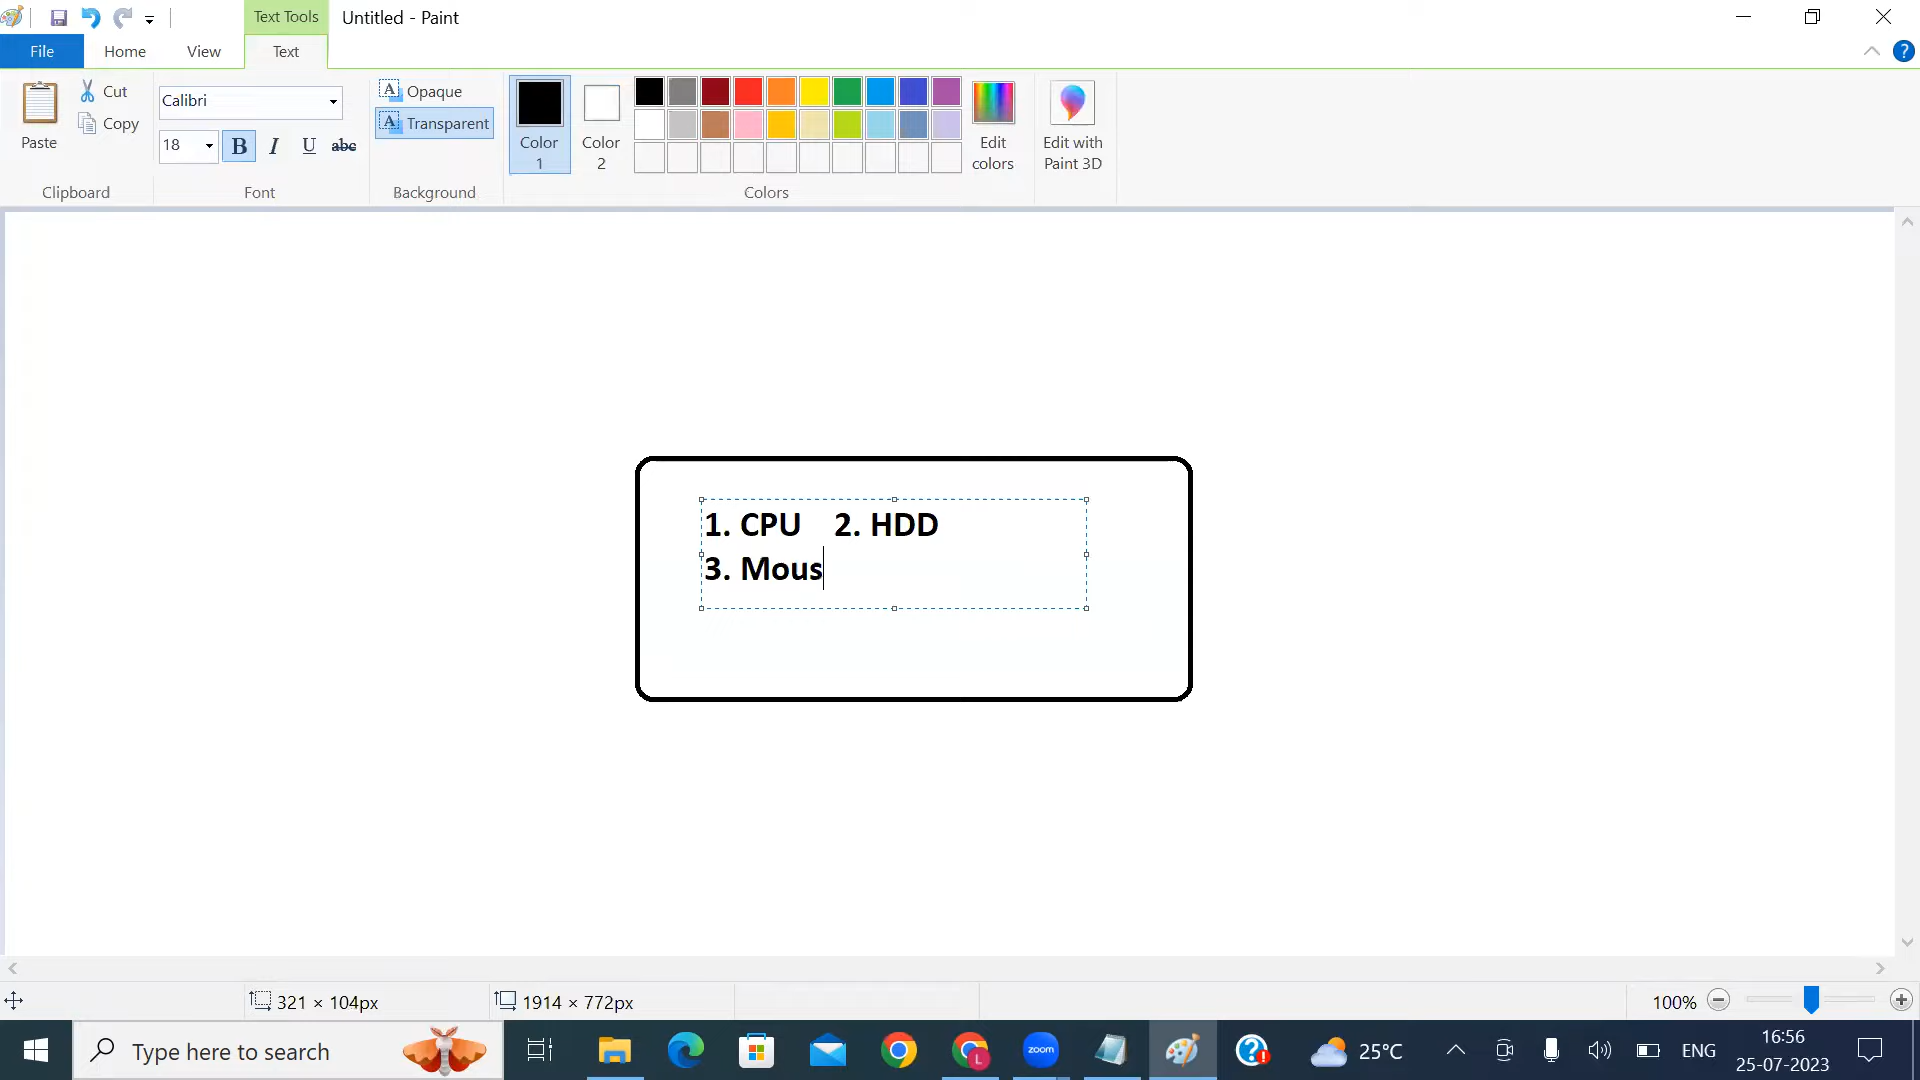 Text Tools Untitled - Paint
File Home View Text
Paste Cut Copy Calibri 18 B I U abc A Opaque A Transparent Color 1 Color 2 Edit colors Edit with Paint 3D
Clipboard Font Background Colors
1. CPU 2. HDD
3. Mous
321 × 104px 1914 × 772px 100%
Type here to search zoom L 25°C ENG 16:56
25-07-2023